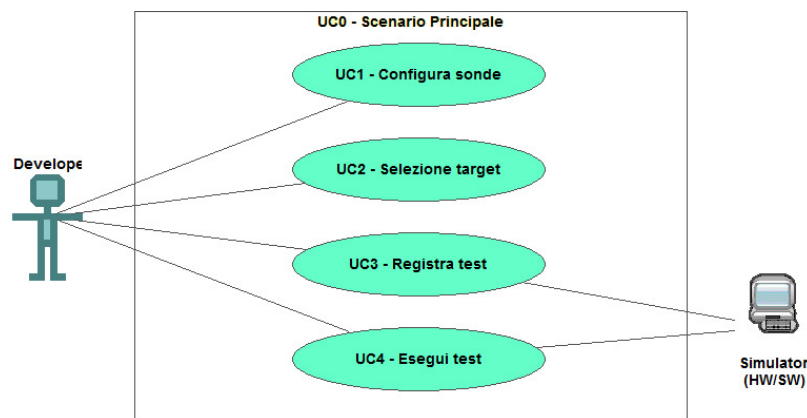 UC0 - Scenario Principale
UC1 - Configura sonde
Develope
UC2 - Selezione target
UC3 - Registra test
UC4 - Esegui test
Simulator
(HW/SW)